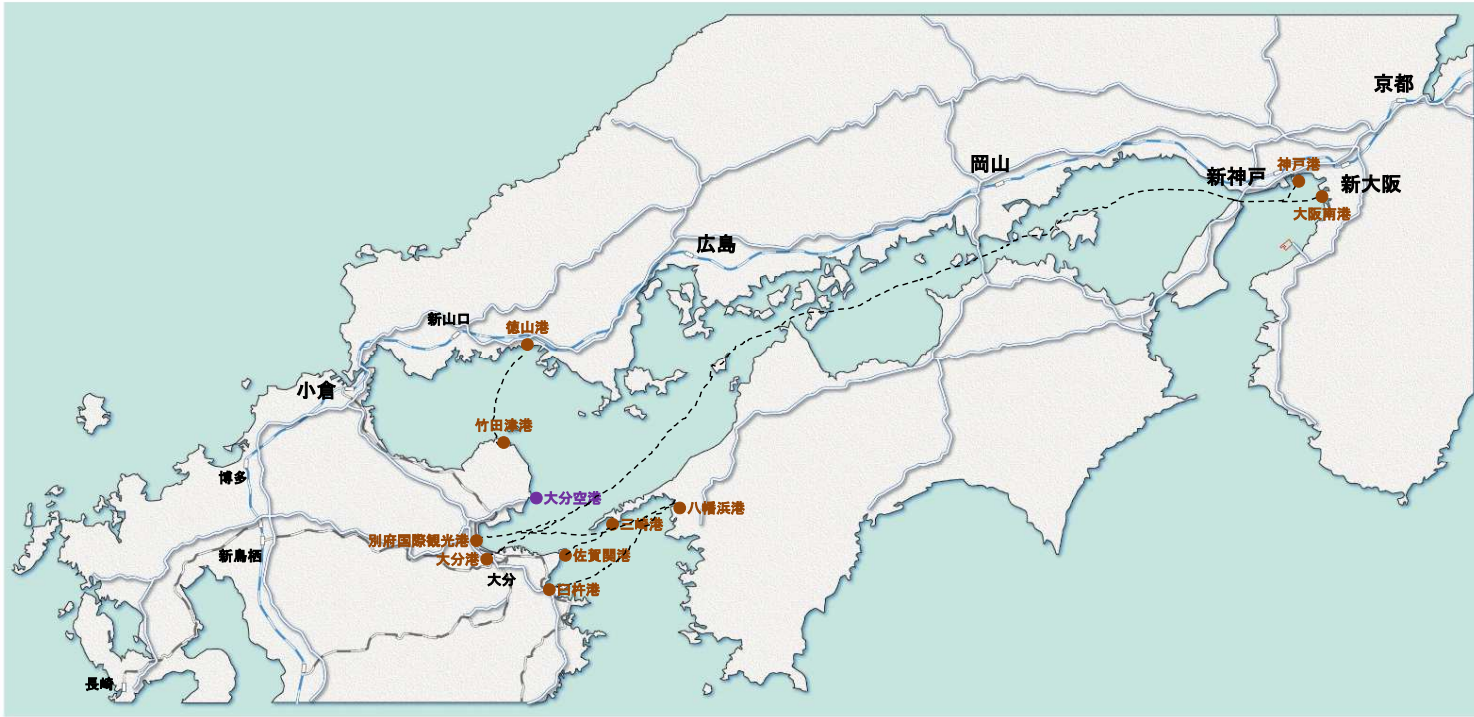 京都
岡山
神戸港
新神戸
新大阪
大阪南港
広島
新山口
徳山港
小倉
竹田津港
博多
大分空港
八幡浜港
三崎港
別府国際観光港
新鳥栖
大分港
佐賀関港
大分
臼杵港
長崎